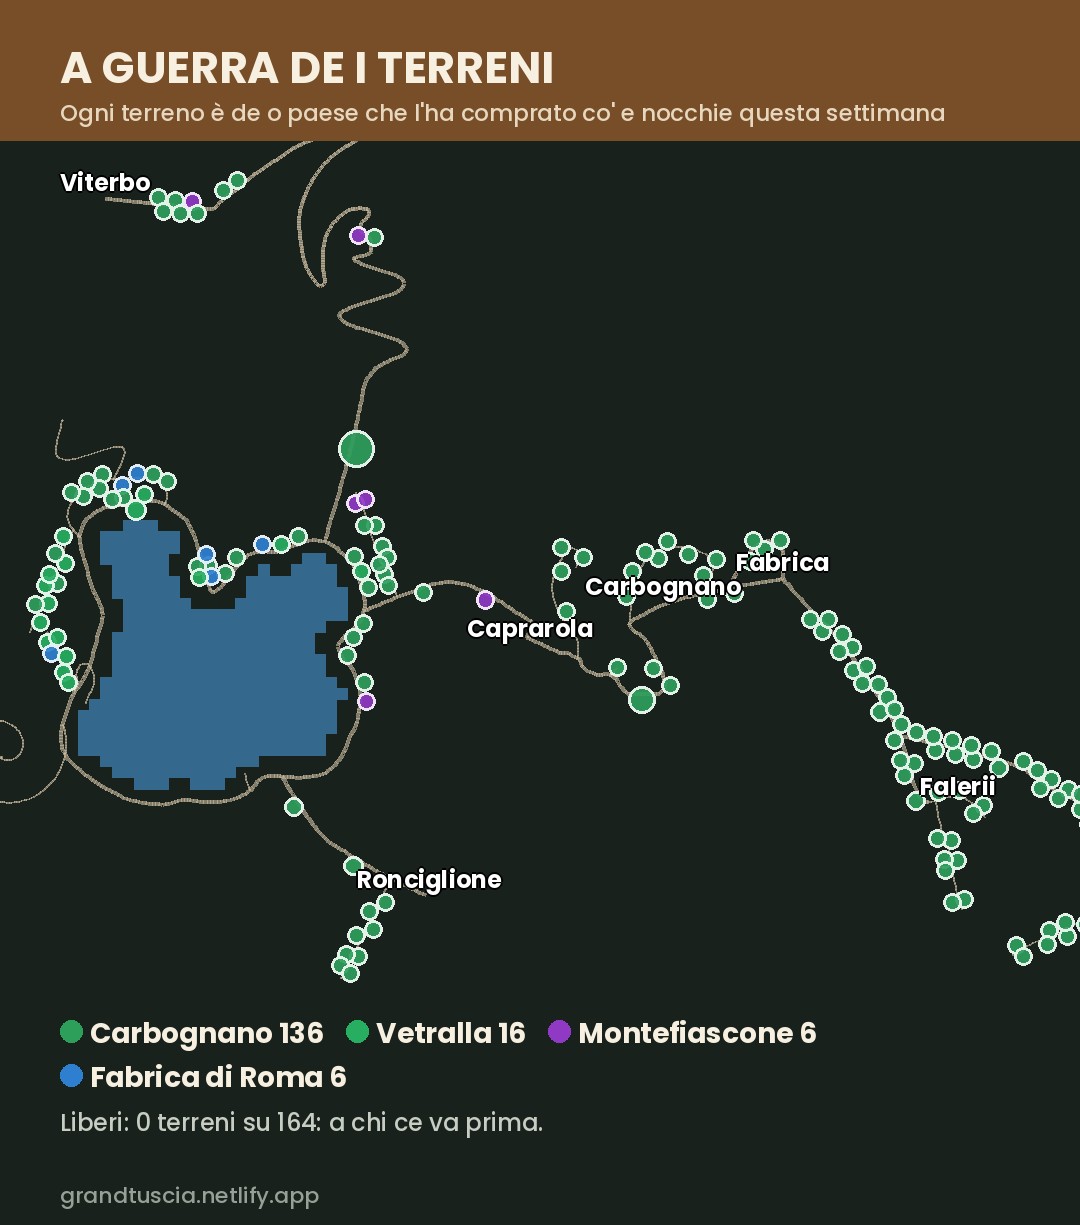 A GUERRA DE I TERRENI
Ogni terreno è de o paese che l'ha comprato co' e nocchie questa settimana
Viterbo
Fabrica
Carbognano
Caprarola
Falerii
Ronciglione
Carbognano 136 Vetralla 16 Montefiascone 6
Fabrica di Roma 6
Liberi: 0 terreni su 164: a chi ce va prima.
grandtuscia.netlify.app